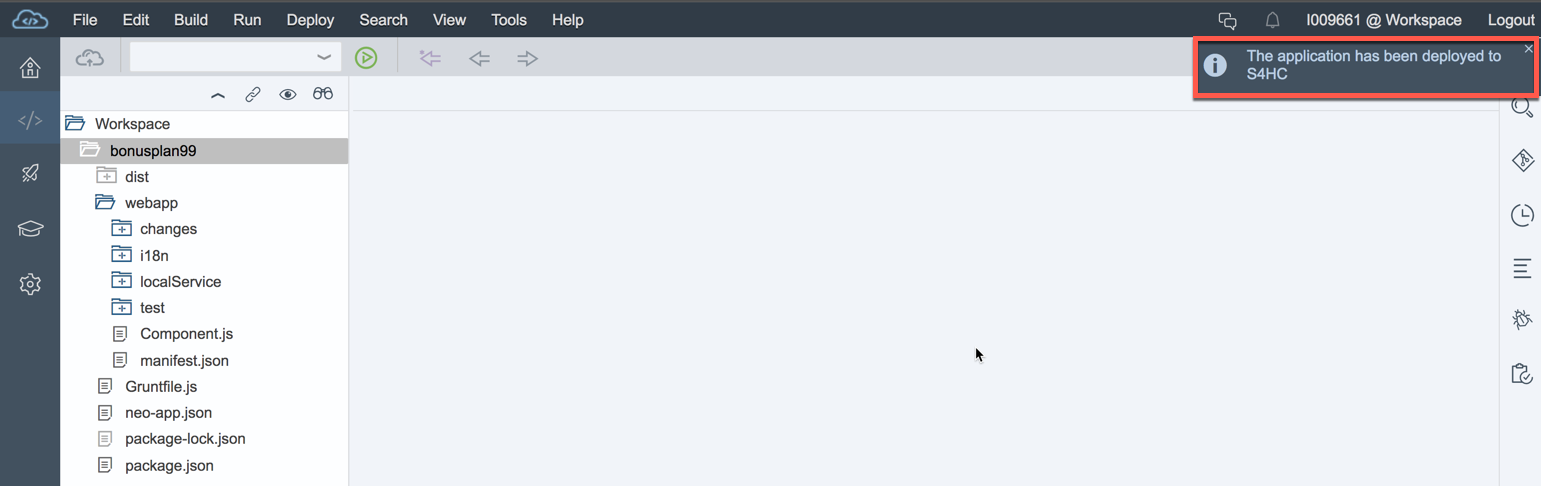 File Edit Build Run Deploy Search View Tools Help I009661 @ Workspace Logout
The application has been deployed to
S4HC
Workspace
bonusplan99
dist
webapp
changes
i18n
localService
test
Component.js
manifest.json
Gruntfile.js
neo-app.json
package-lock.json
package.json